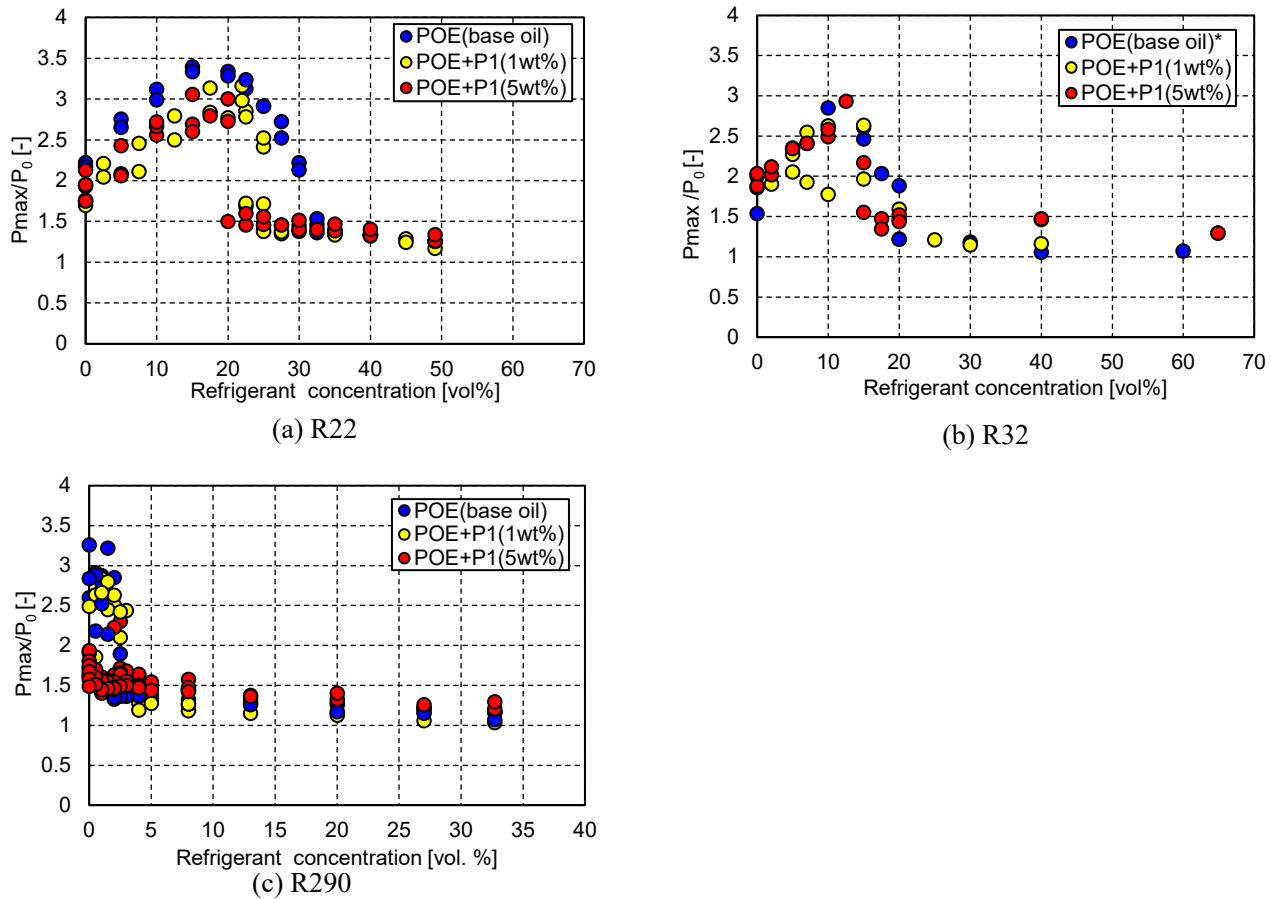 4
3.5
3
2.5
2
1.5
1
0.5
0
Pmax/P0 [-]
POE(base oil)
POE+P1(1wt%)
POE+P1(5wt%)
0 10 20 30 40 50 60 70
Refrigerant concentration [vol%]
(a) R22
4
3.5
3
2.5
2
1.5
1
0.5
0
Pmax /P0 [-]
POE(base oil)*
POE+P1(1wt%)
POE+P1(5wt%)
0 10 20 30 40 50 60 70
Refrigerant concentration [vol%]
(b) R32
4
3.5
3
2.5
2
1.5
1
0.5
0
Pmax/P0 [-]
POE(base oil)
POE+P1(1wt%)
POE+P1(5wt%)
0 5 10 15 20 25 30 35 40
Refrigerant concentration [vol. %]
(c) R290